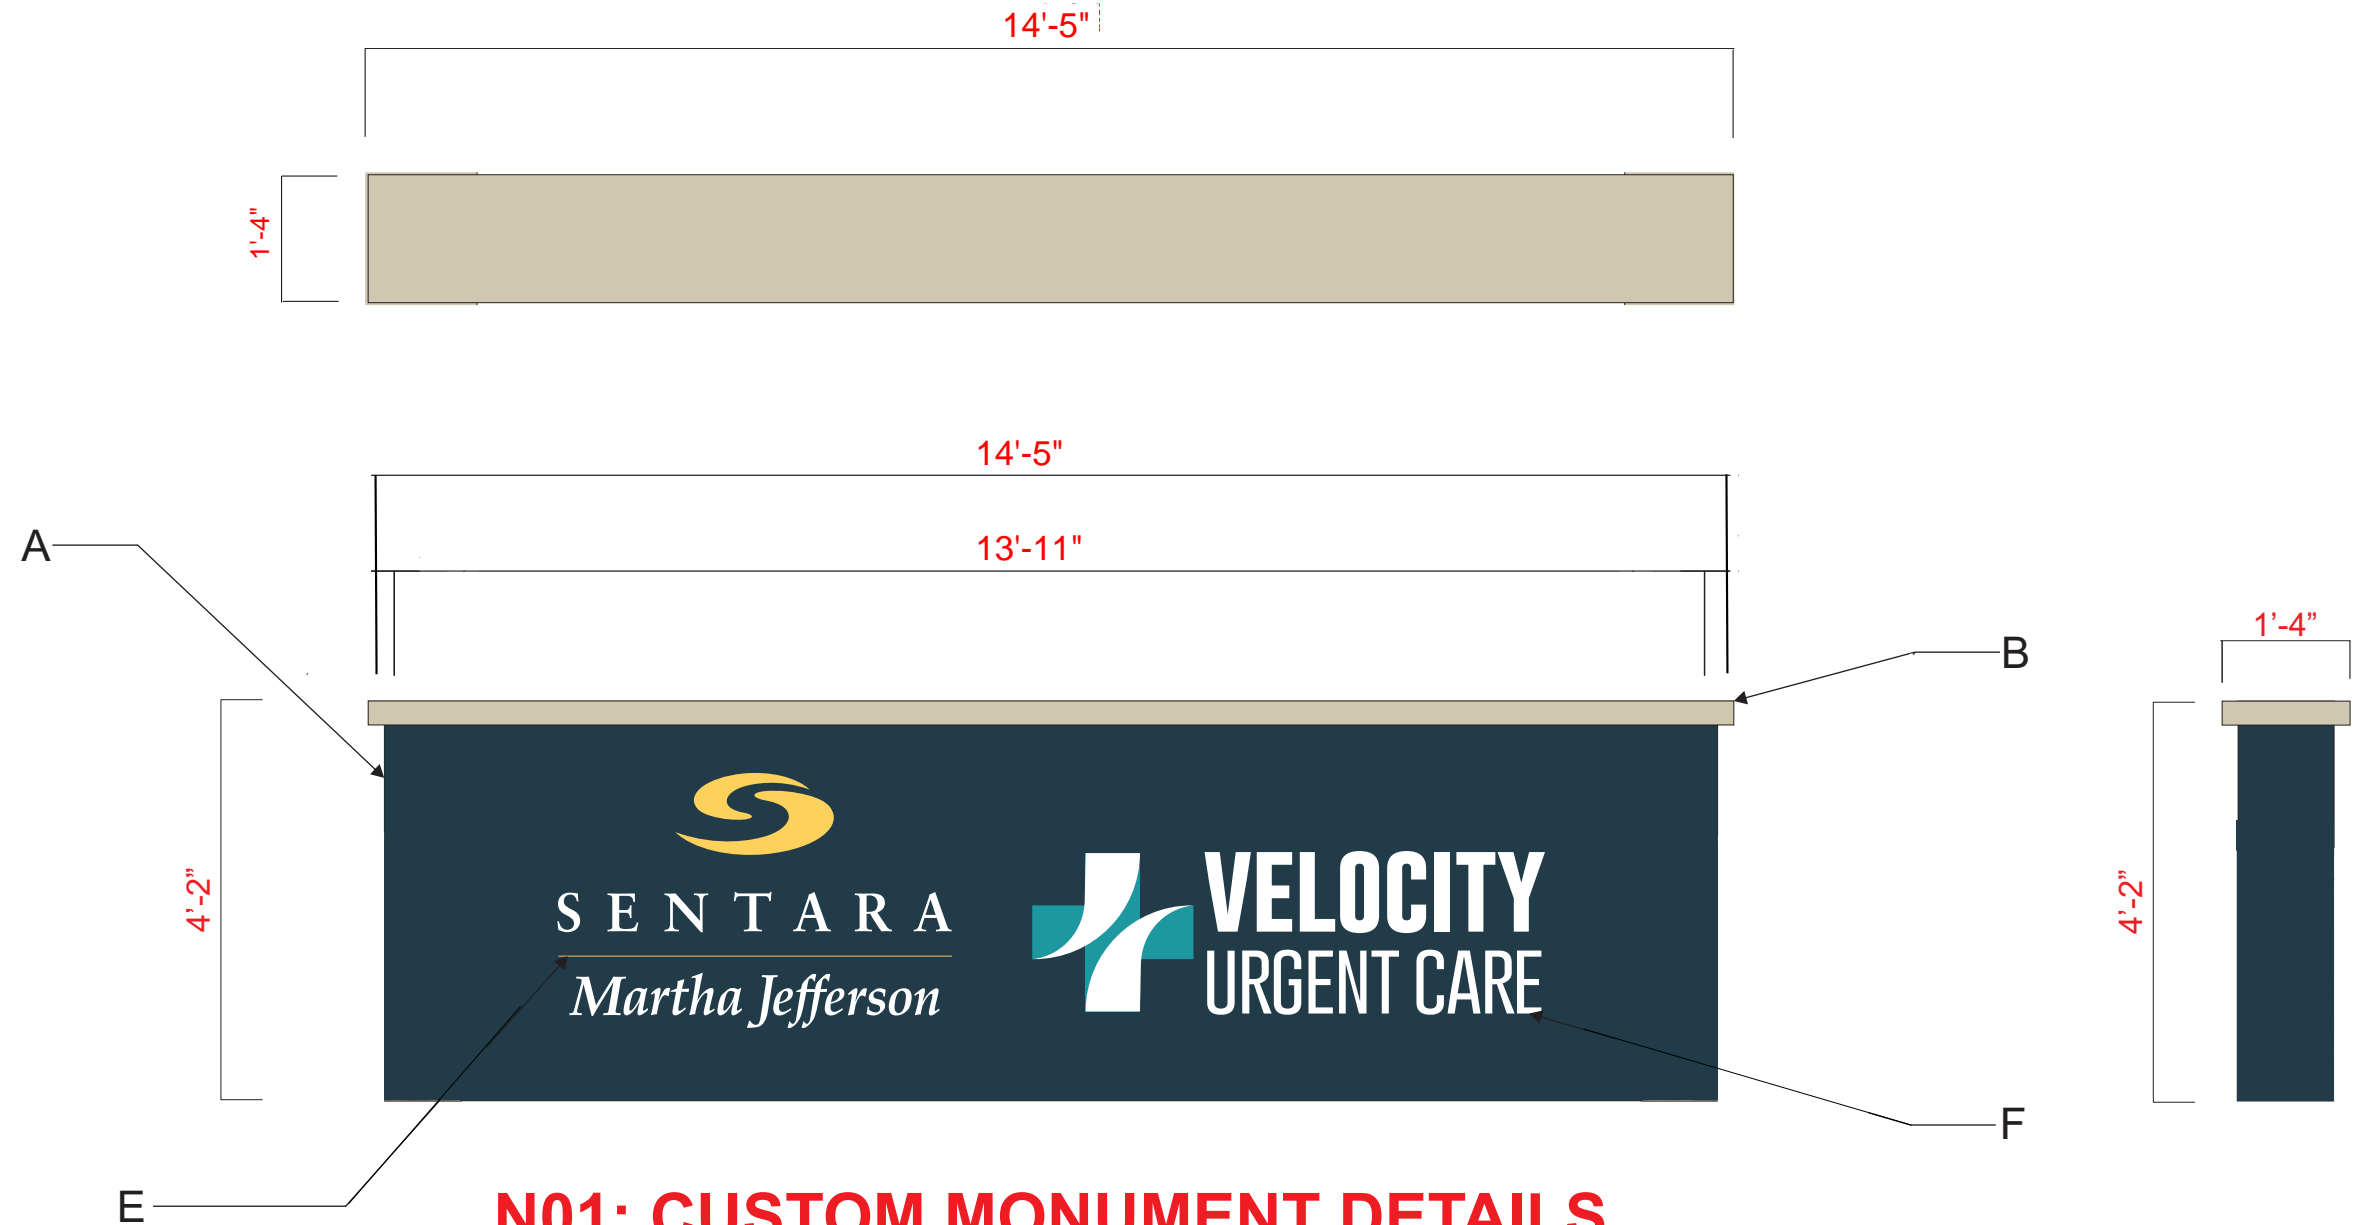 14'-5"
1'-4"
14'-5"
13'-11"
A
B
1’-4”
4’-2”
4’-2”
SENTARA
Martha Jefferson
VELOCITY
URGENT CARE
F
E
N01: CUSTOM MONUMENT DETAILS